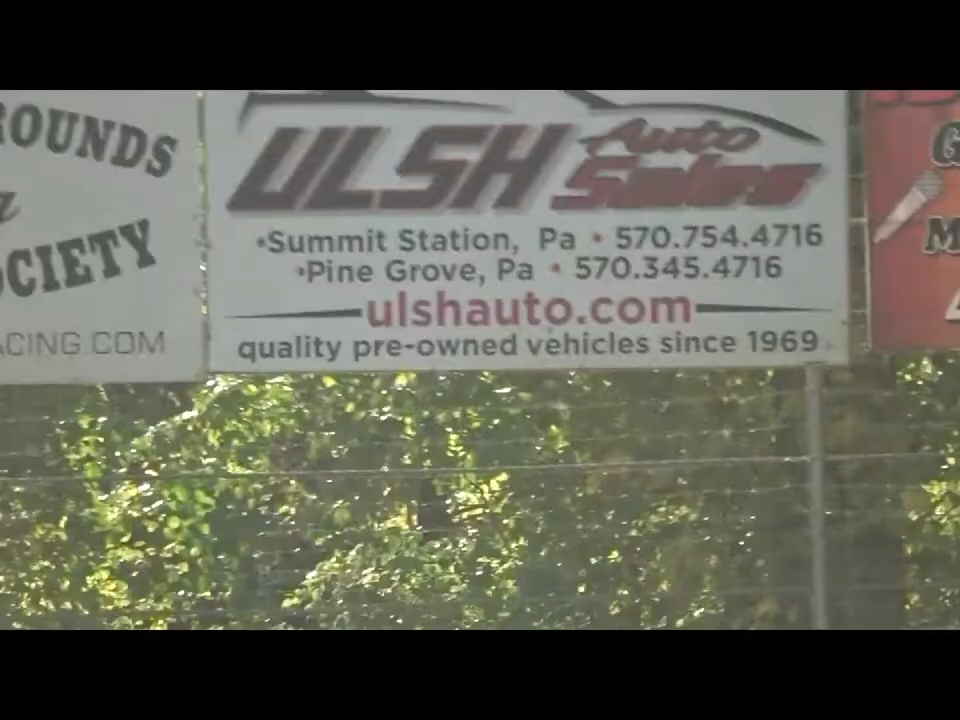 ROUNDS
OCIETY
ACING.COM
ULSH Auto Sales
•Summit Station, Pa • 570.754.4716
•Pine Grove, Pa • 570.345.4716
ulshauto.com
quality pre-owned vehicles since 1969
G
M